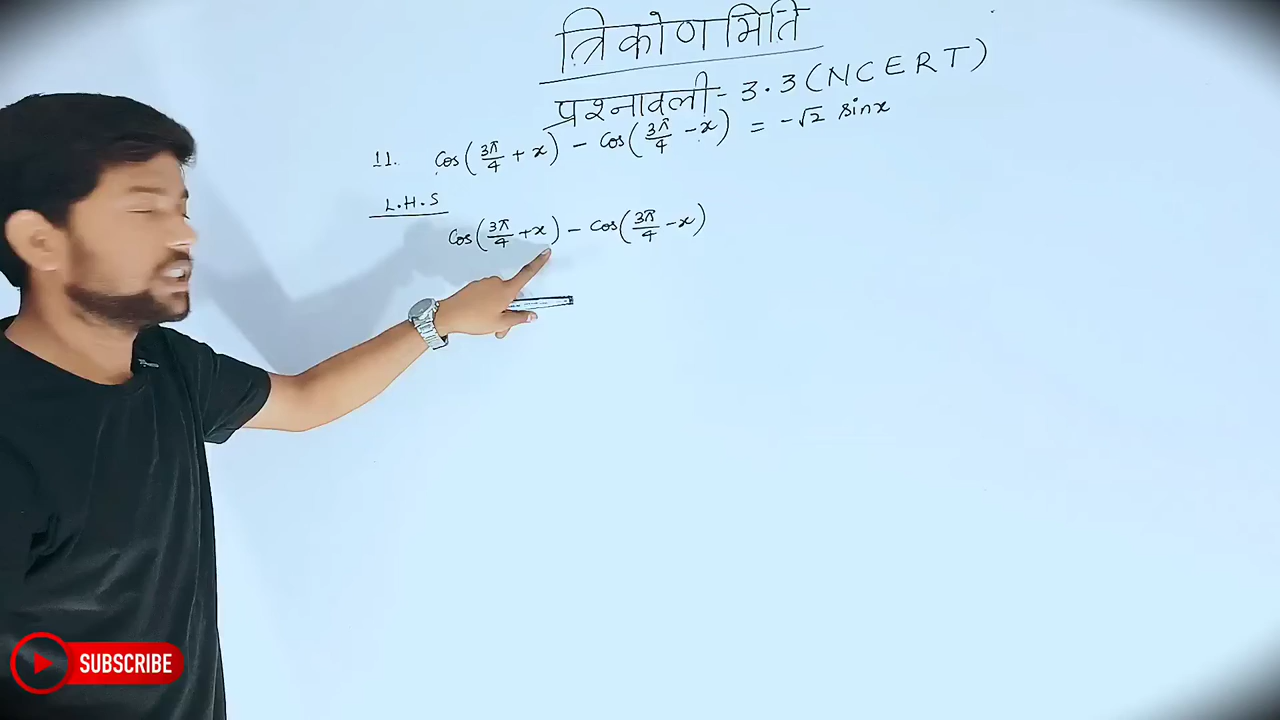 त्रिकोणमिति
प्रश्नावली - 3.3 (NCERT)
11. Cos(3π/4 + x) - Cos(3π/4 - x) = -√2 sinx
L.H.S
Cos(3π/4 + x) - Cos(3π/4 - x)
SUBSCRIBE